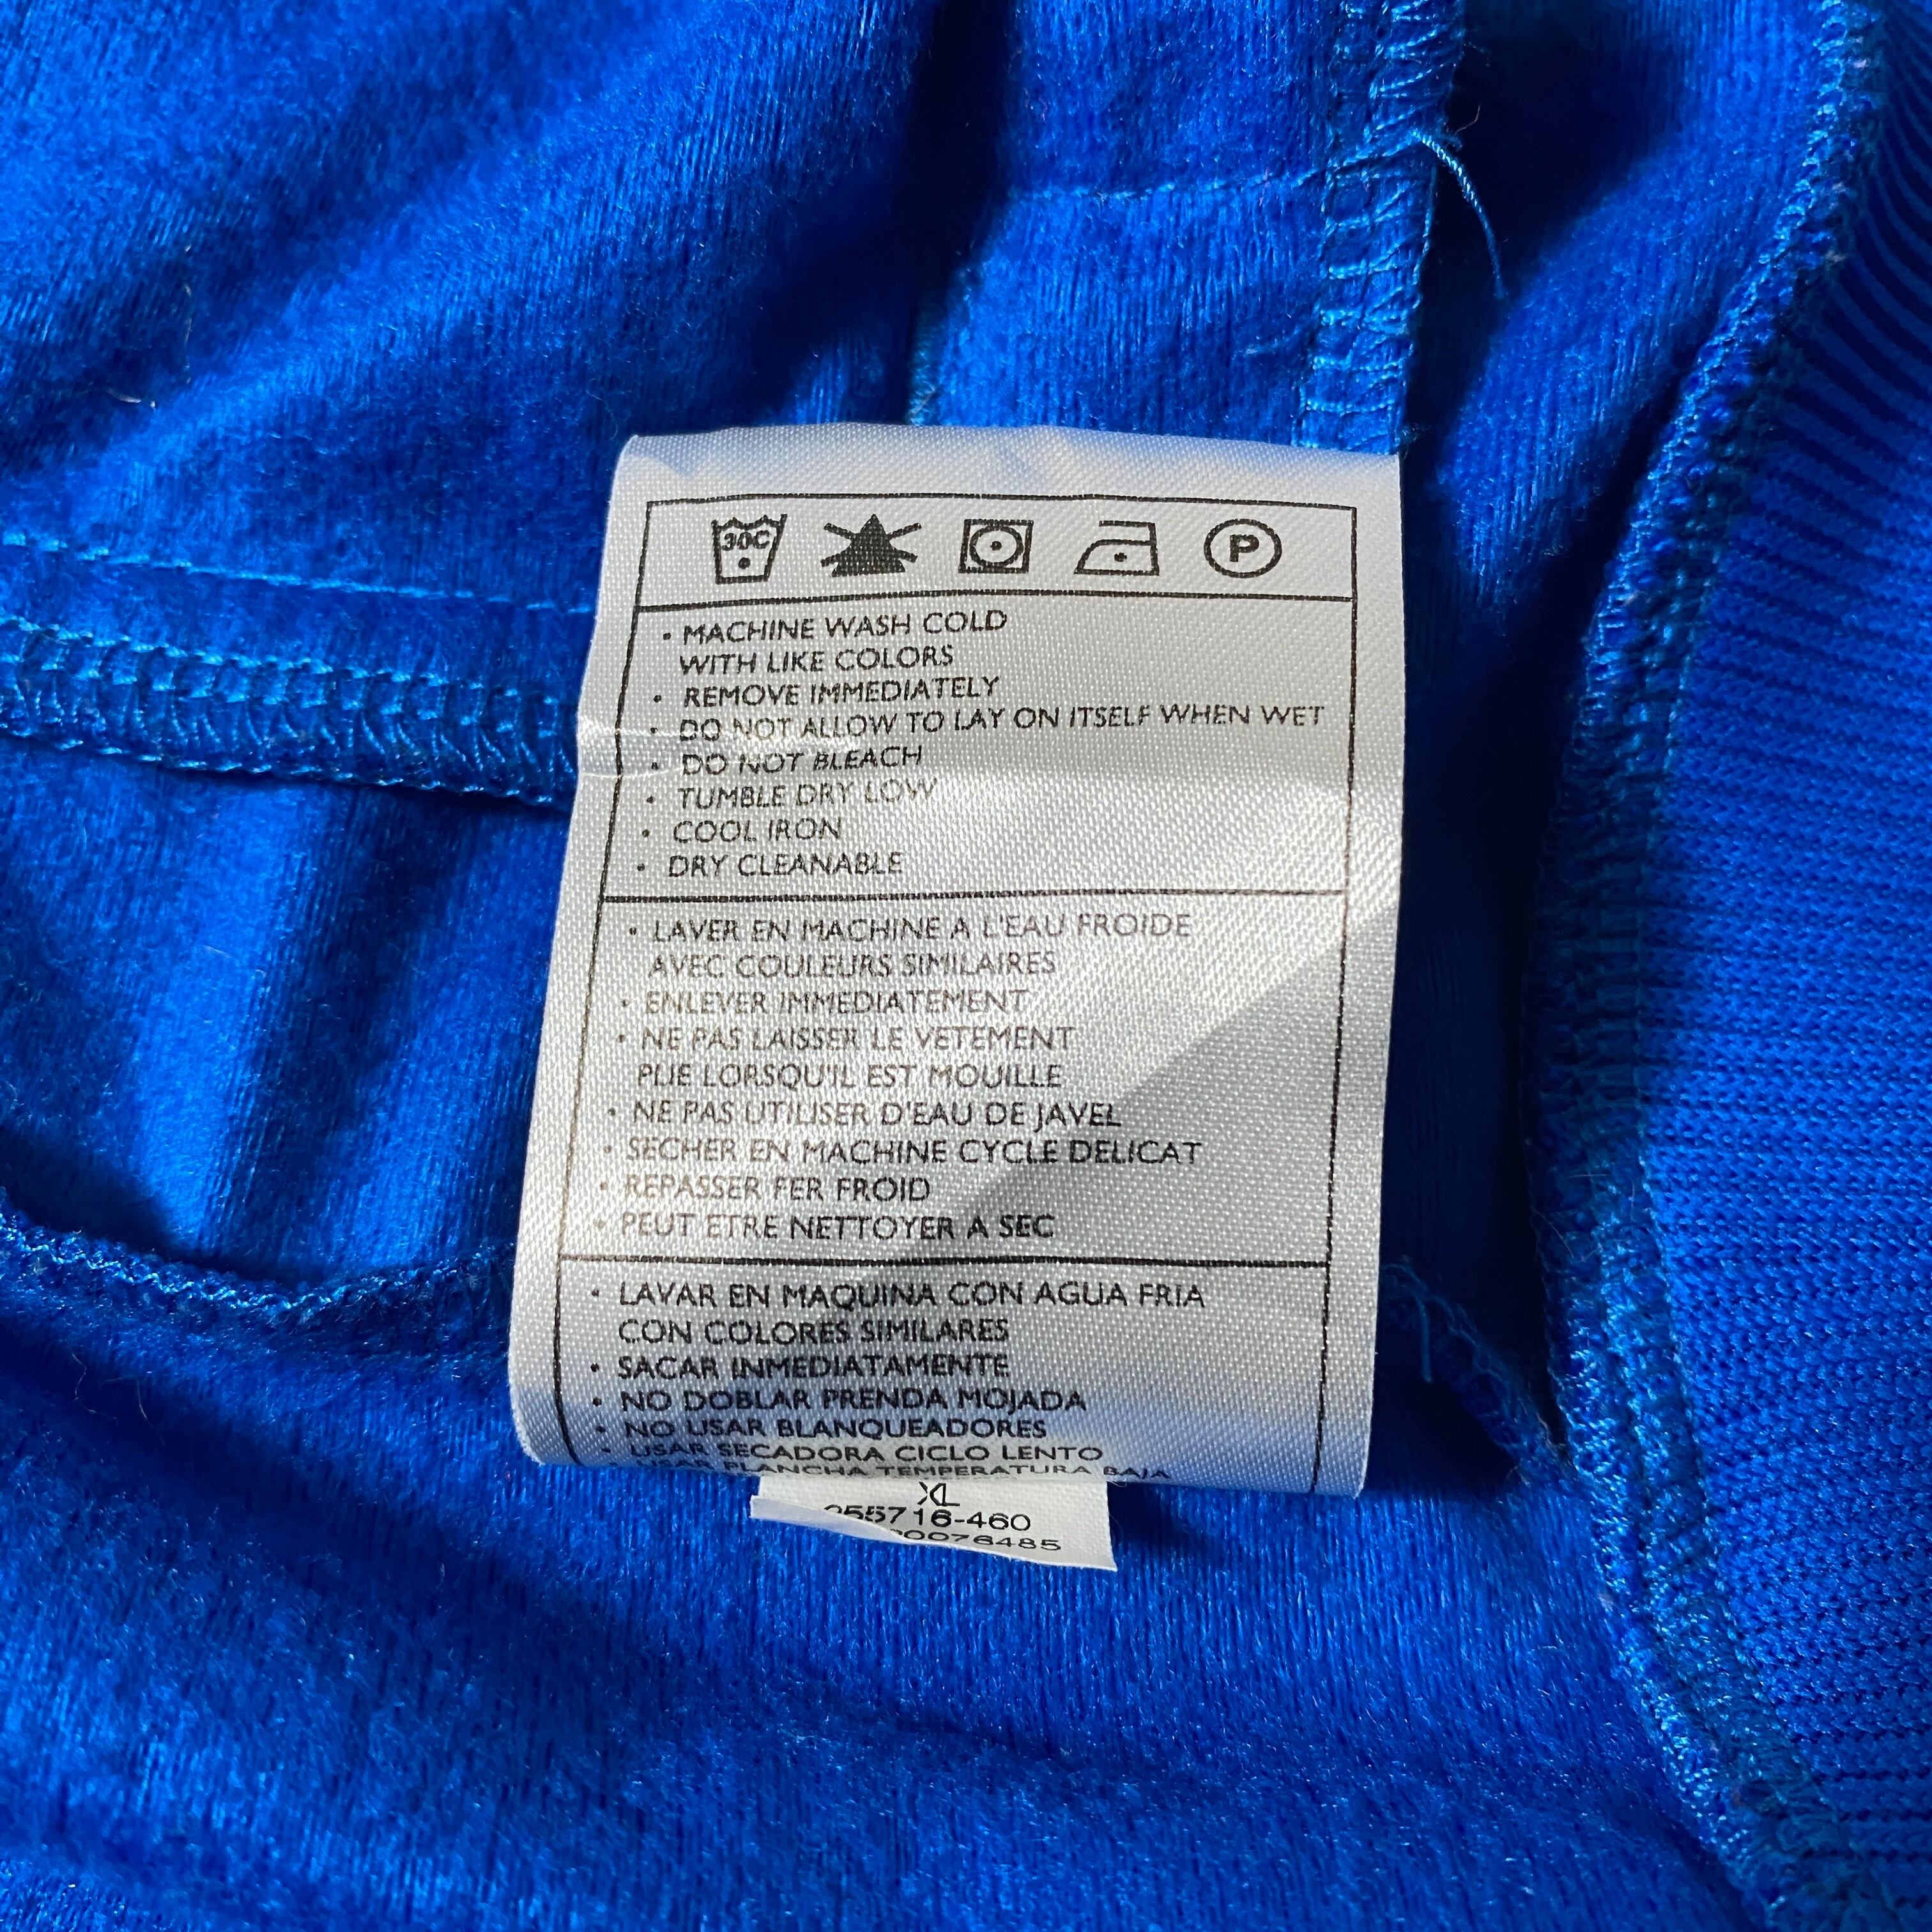 30C P
• MACHINE WASH COLD
WITH LIKE COLORS
• REMOVE IMMEDIATELY
• DO NOT ALLOW TO LAY ON ITSELF WHEN WET
• DO NOT BLEACH
• TUMBLE DRY LOW
• COOL IRON
• DRY CLEANABLE
• LAVER EN MACHINE A L'EAU FROIDE
AVEC COULEURS SIMILAIRES
• ENLEVER IMMEDIATEMENT
• NE PAS LAISSER LE VETEMENT
PLIE LORSQU'IL EST MOUILLE
• NE PAS UTILISER D'EAU DE JAVEL
• SECHER EN MACHINE CYCLE DELICAT
• REPASSER FER FROID
• PEUT ETRE NETTOYER A SEC
• LAVAR EN MAQUINA CON AGUA FRIA
CON COLORES SIMILARES
• SACAR INMEDIATAMENTE
• NO DOBLAR PRENDA MOJADA
• NO USAR BLANQUEADORES
• USAR SECADORA CICLO LENTO
• USAR PLANCHA TEMPERATURA BAJA
XL